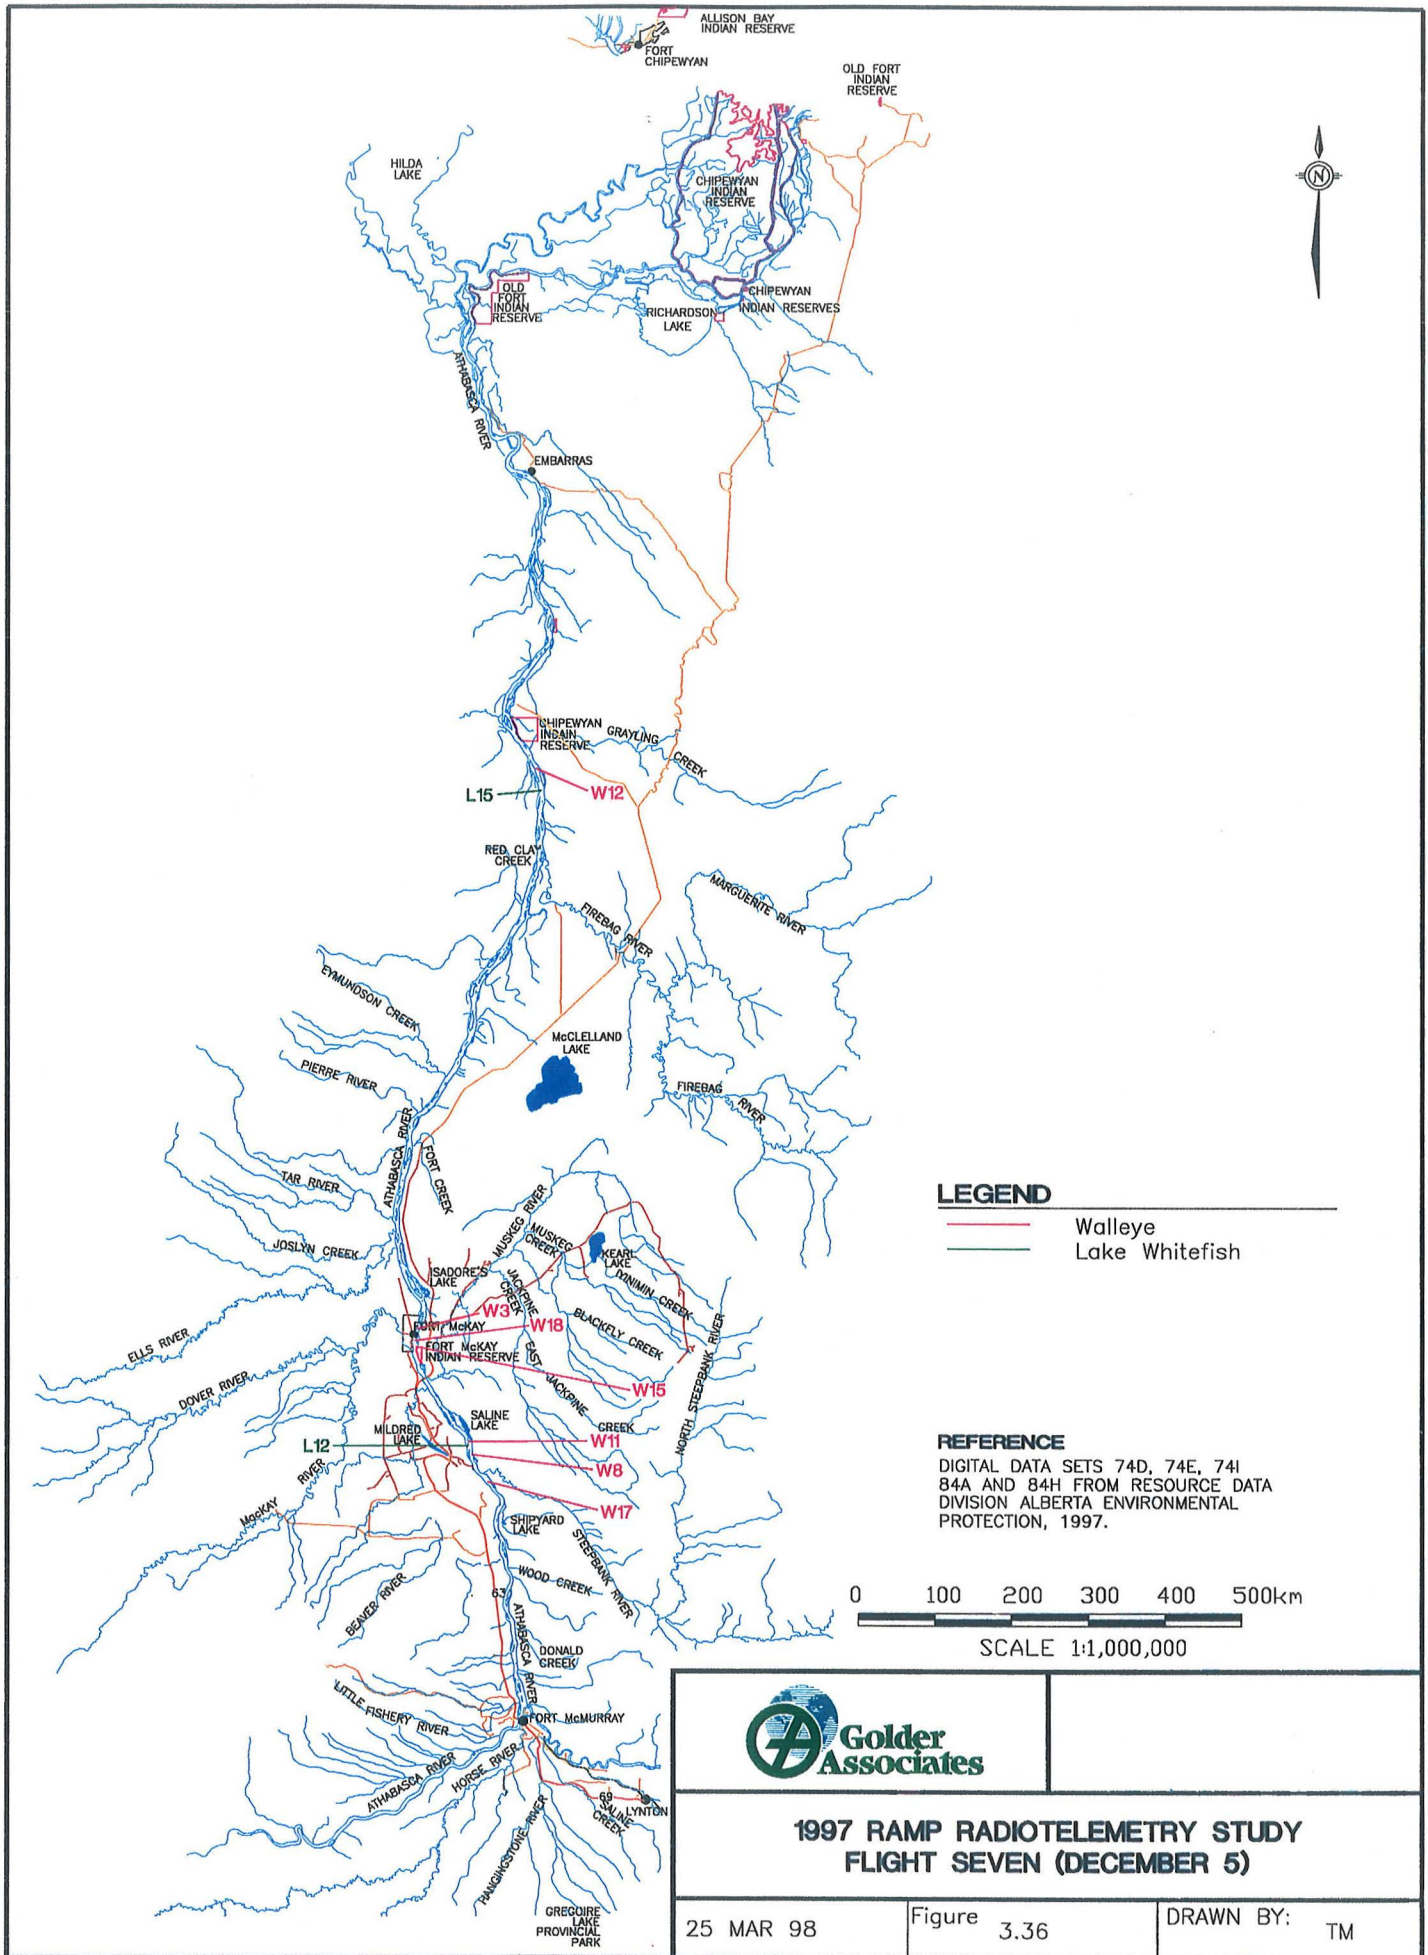 ALLISON BAY
INDIAN RESERVE
FORT
CHIPEWYAN
OLD FORT
INDIAN
RESERVE
HILDA
LAKE
N
CHIPEWYAN
INDIAN
RESERVE
OLD
FORT
INDIAN
RESERVE
CHIPEWYAN
INDIAN RESERVES
RICHARDSON
LAKE
ATHABASCA RIVER
EMBARRAS
CHIPEWYAN
INDAIN
RESERVE
GRAYLING CREEK
L15
W12
RED CLAY
CREEK
MARGUERITE RIVER
FIREBAG RIVER
EYMUNDSON CREEK
McCLELLAND
LAKE
PIERRE RIVER
FIREBAG RIVER
ATHABASCA RIVER
FORT CREEK
TAR RIVER
MUSKEG RIVER
MUSKEG
CREEK
JOSLYN CREEK
KEARL
LAKE
ISADORE'S
LAKE
JACKPINE
CREEK
IYINIMIN CREEK
W3
BLACKFLY CREEK
FORT McKAY
W18
ELLS RIVER
FORT McKAY
INDIAN RESERVE
EAST JACKPINE CREEK
NORTH STEEPBANK RIVER
DOVER RIVER
W15
SALINE
LAKE
MILDRED
LAKE
L12
W11
W8
MacKAY RIVER
W17
SHIPYARD
LAKE
STEEPBANK RIVER
WOOD CREEK
63
BEAVER RIVER
ATHABASCA RIVER
DONALD
CREEK
LITTLE FISHERY RIVER
FORT McMURRAY
ATHABASCA RIVER
HORSE RIVER
69
SALINE
CREEK
LYNTON
HANGINGSTONE RIVER
GREGOIRE
LAKE
PROVINCIAL
PARK
LEGEND
Walleye
Lake Whitefish
REFERENCE
DIGITAL DATA SETS 74D, 74E, 74I
84A AND 84H FROM RESOURCE DATA
DIVISION ALBERTA ENVIRONMENTAL
PROTECTION, 1997.
0 100 200 300 400 500km
SCALE 1:1,000,000
Golder
Associates
1997 RAMP RADIOTELEMETRY STUDY
FLIGHT SEVEN (DECEMBER 5)
25 MAR 98
Figure 3.36
DRAWN BY: TM